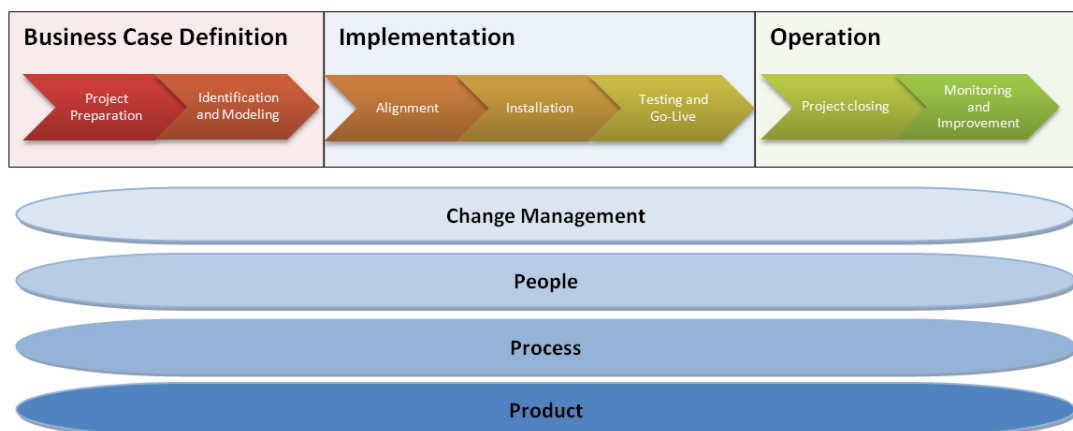 Business Case Definition
Implementation
Operation
Project
Preparation
Identification
and Modeling
Alignment
Installation
Testing and
Go-Live
Project closing
Monitoring
and
Improvement
Change Management
People
Process
Product